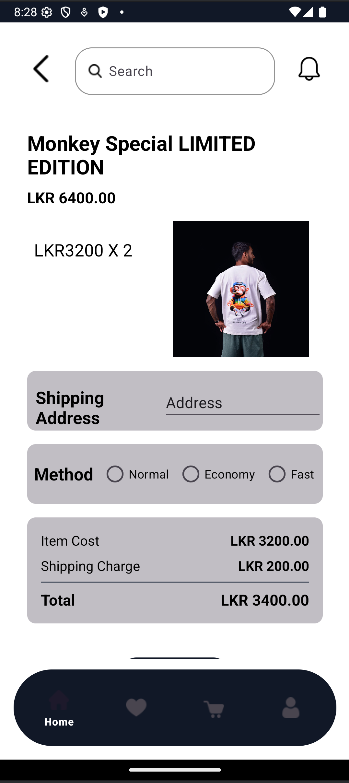 8:28
Search
Monkey Special LIMITED
EDITION
LKR 6400.00
LKR3200 X 2
Shipping
Address
Address
Method
Normal
Economy
Fast
Item Cost
LKR 3200.00
Shipping Charge
LKR 200.00
Total
LKR 3400.00
Home